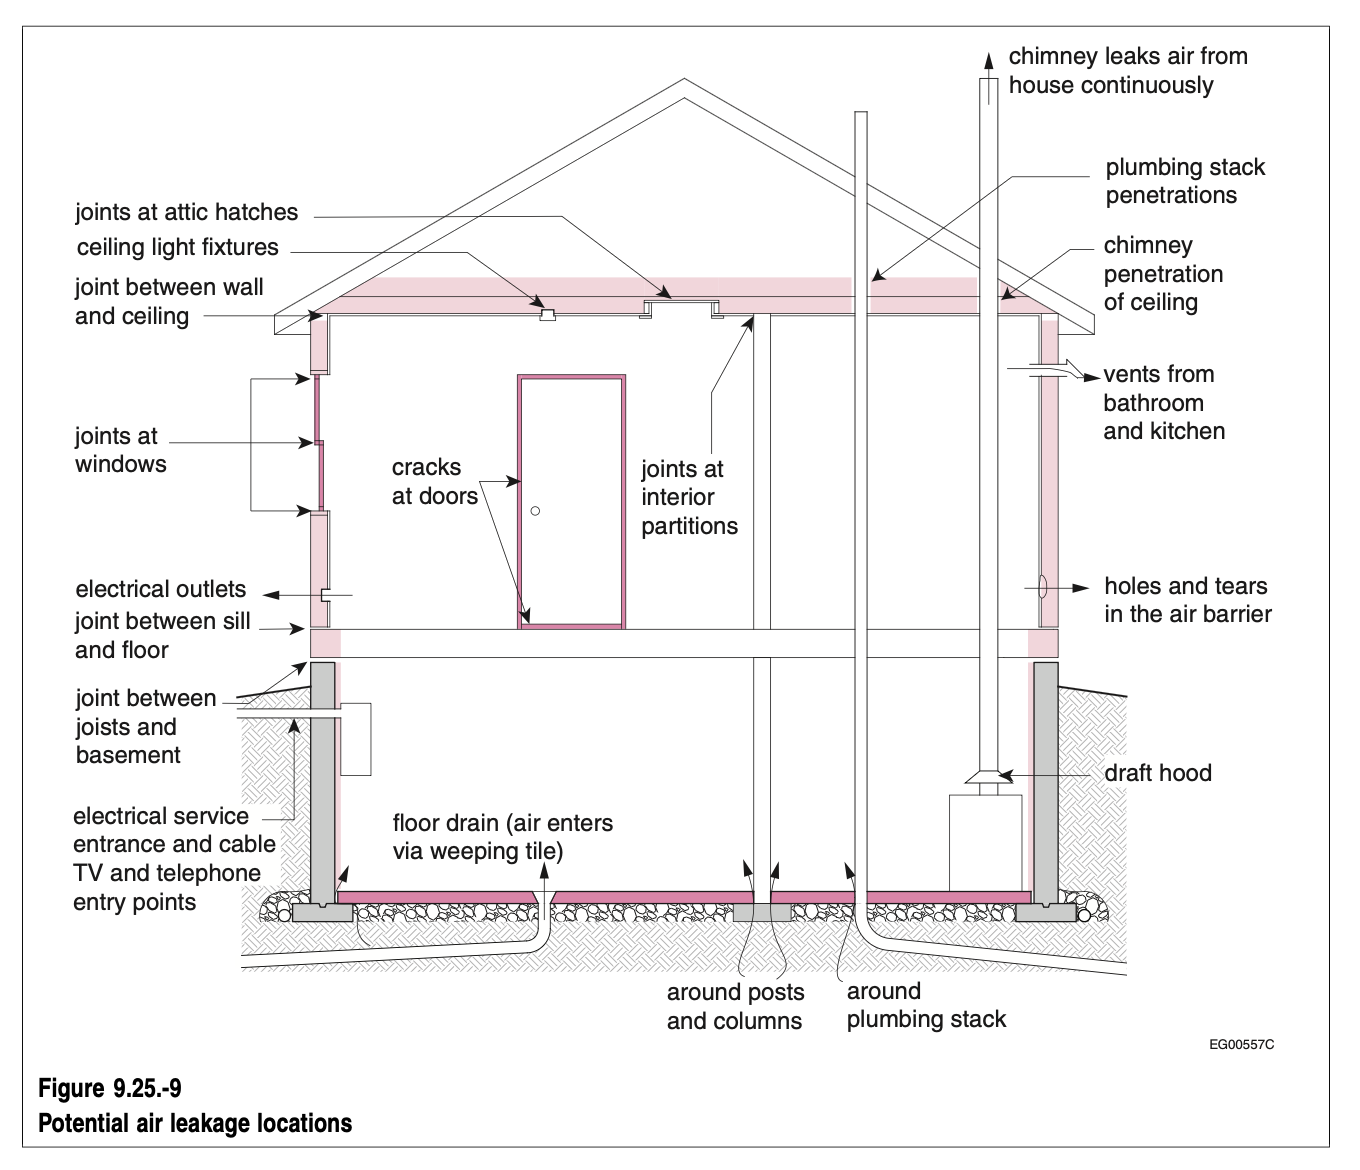 chimney leaks air from
house continuously
plumbing stack
penetrations
joints at attic hatches
ceiling light fixtures
chimney
penetration
of ceiling
joint between wall
and ceiling
vents from
bathroom
and kitchen
joints at
windows
cracks
at doors
joints at
interior
partitions
electrical outlets
holes and tears
in the air barrier
joint between sill
and floor
joint between
joists and
basement
draft hood
electrical service
entrance and cable
TV and telephone
entry points
floor drain (air enters
via weeping tile)
around posts
and columns
around
plumbing stack
EG00557C
Figure 9.25.-9
Potential air leakage locations